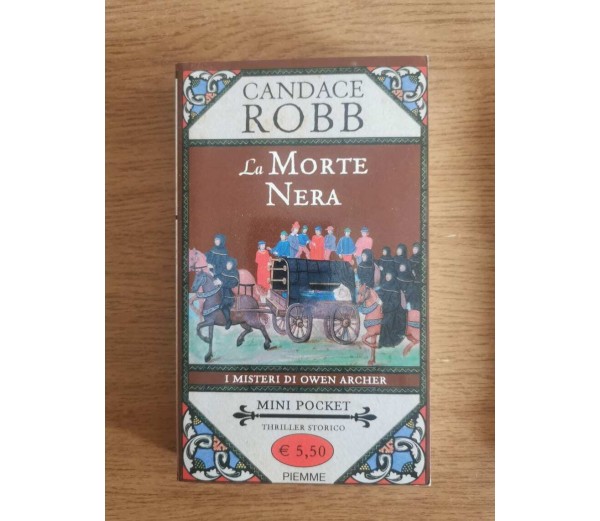 CANDACE
ROBB
La MORTE
NERA
I MISTERI DI OWEN ARCHER
MINI POCKET
THRILLER STORICO
€ 5,50
PIEMME